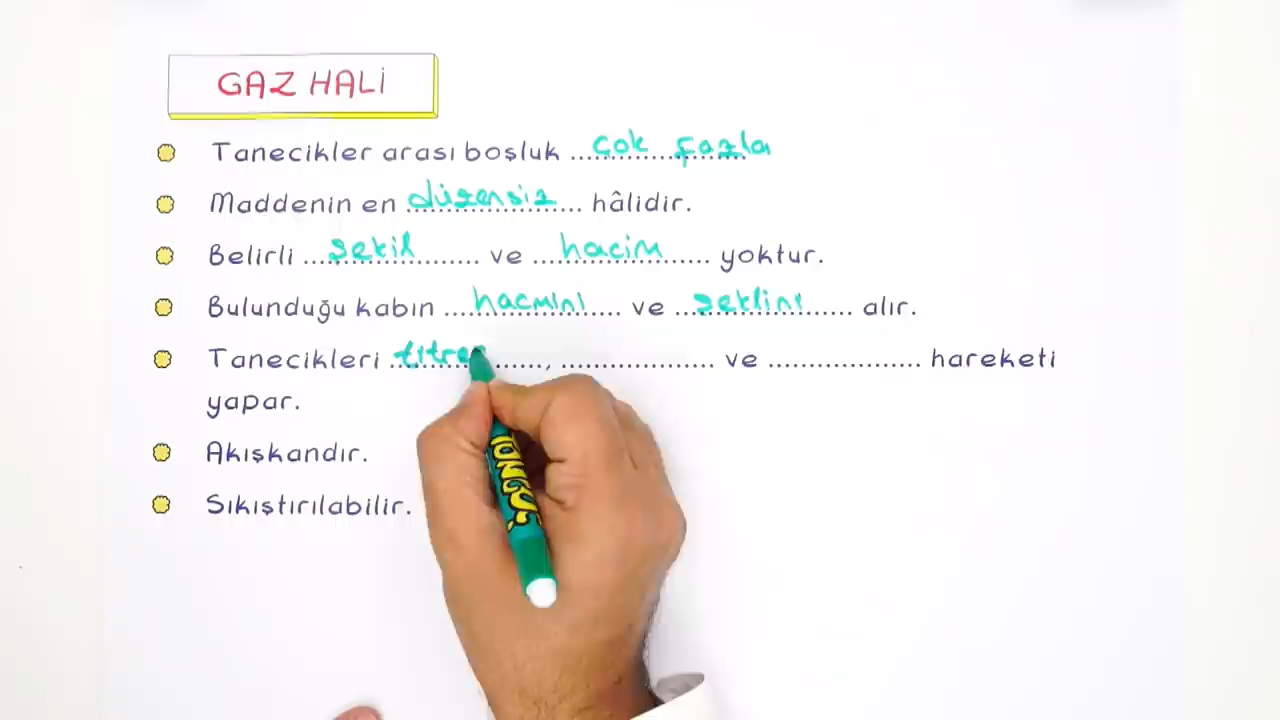 GAZ HALİ
Tanecikler arası boşluk ... çok fazla
Maddenin en ... düzensiz ... hâlidir.
Belirli ... şekil ... ve ... hacim ... yoktur.
Bulunduğu kabın ... hacmini ... ve ... şeklini ... alır.
Tanecikleri ... titre ......, .................. ve .................. hareketi
yapar.
Akışkandır.
Sıkıştırılabilir.